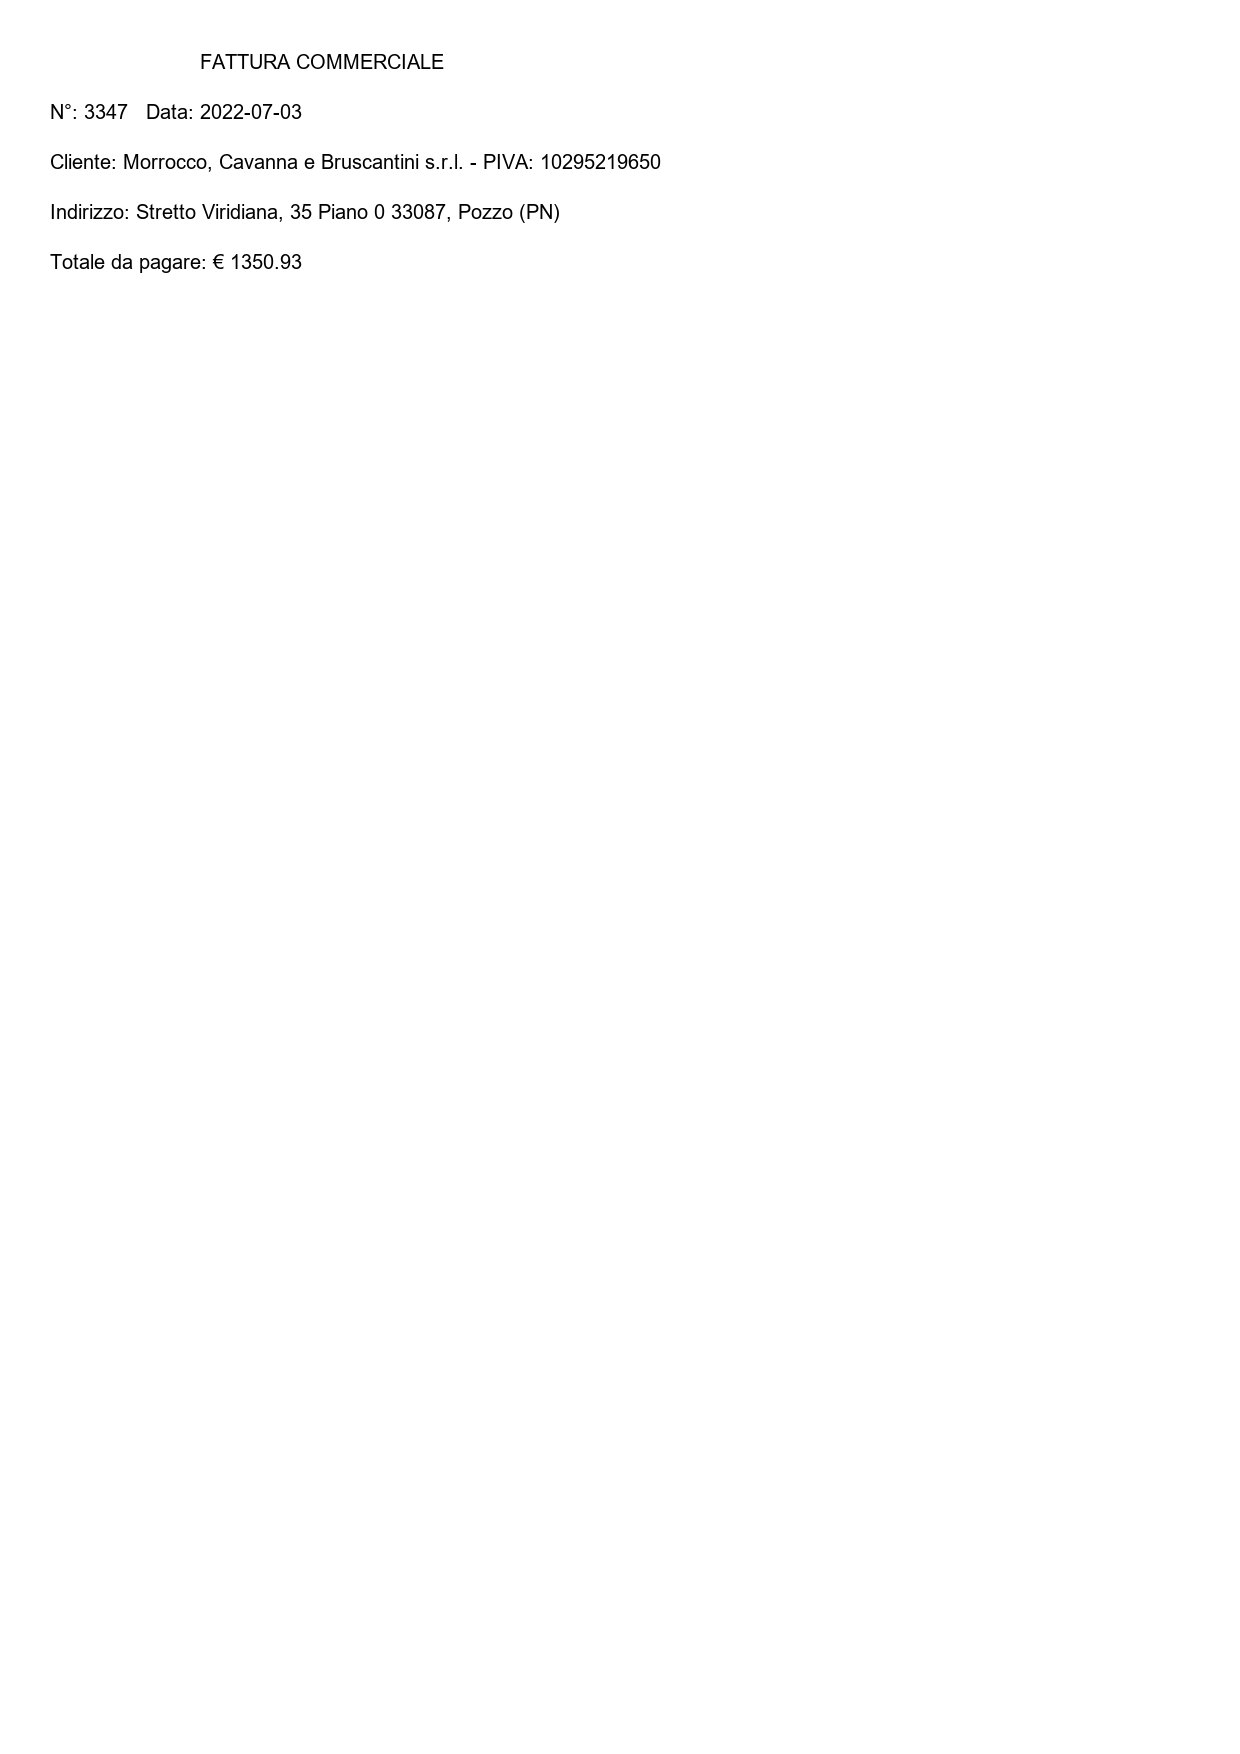 FATTURA COMMERCIALE
N°: 3347 Data: 2022-07-03
Cliente: Morrocco, Cavanna e Bruscantini s.r.l. - PIVA: 10295219650
Indirizzo: Stretto Viridiana, 35 Piano 0 33087, Pozzo (PN)
Totale da pagare: € 1350.93